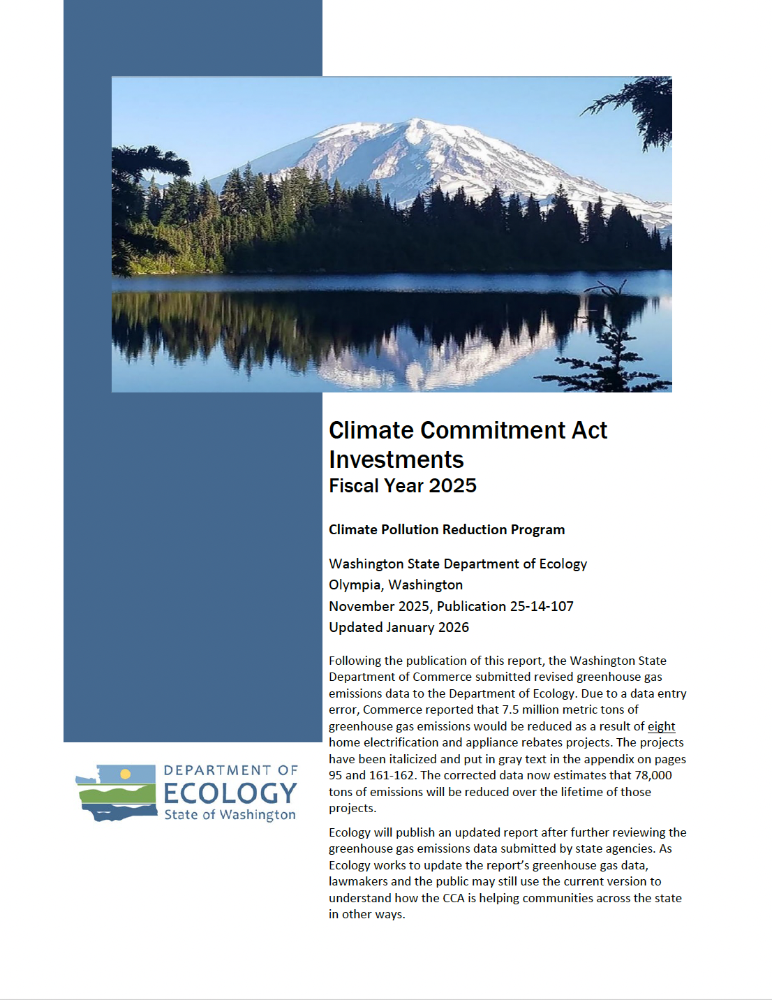 Climate Commitment Act
Investments
Fiscal Year 2025
Climate Pollution Reduction Program
Washington State Department of Ecology
Olympia, Washington
November 2025, Publication 25-14-107
Updated January 2026
Following the publication of this report, the Washington State
Department of Commerce submitted revised greenhouse gas
emissions data to the Department of Ecology. Due to a data entry
error, Commerce reported that 7.5 million metric tons of
greenhouse gas emissions would be reduced as a result of eight
home electrification and appliance rebates projects. The projects
have been italicized and put in gray text in the appendix on pages
95 and 161-162. The corrected data now estimates that 78,000
tons of emissions will be reduced over the lifetime of those
projects.
Ecology will publish an updated report after further reviewing the
greenhouse gas emissions data submitted by state agencies. As
Ecology works to update the report’s greenhouse gas data,
lawmakers and the public may still use the current version to
understand how the CCA is helping communities across the state
in other ways.
DEPARTMENT OF
ECOLOGY
State of Washington